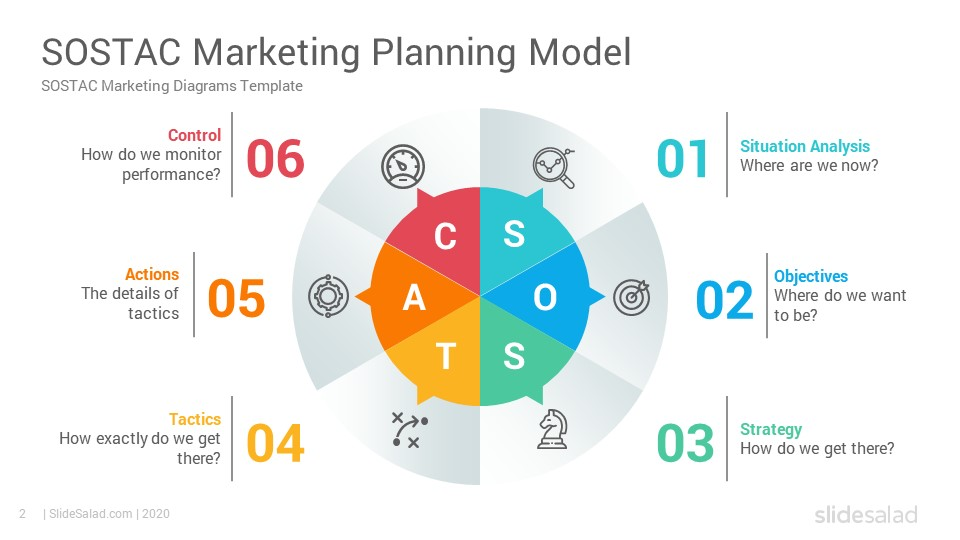 SOSTAC Marketing Planning Model
SOSTAC Marketing Diagrams Template
Control
How do we monitor
performance?
06
01
Situation Analysis
Where are we now?
C
S
Actions
The details of
tactics
05
A
O
02
Objectives
Where do we want
to be?
T
S
Tactics
How exactly do we get
there?
04
03
Strategy
How do we get there?
2 | SlideSalad.com | 2020
slidesalad